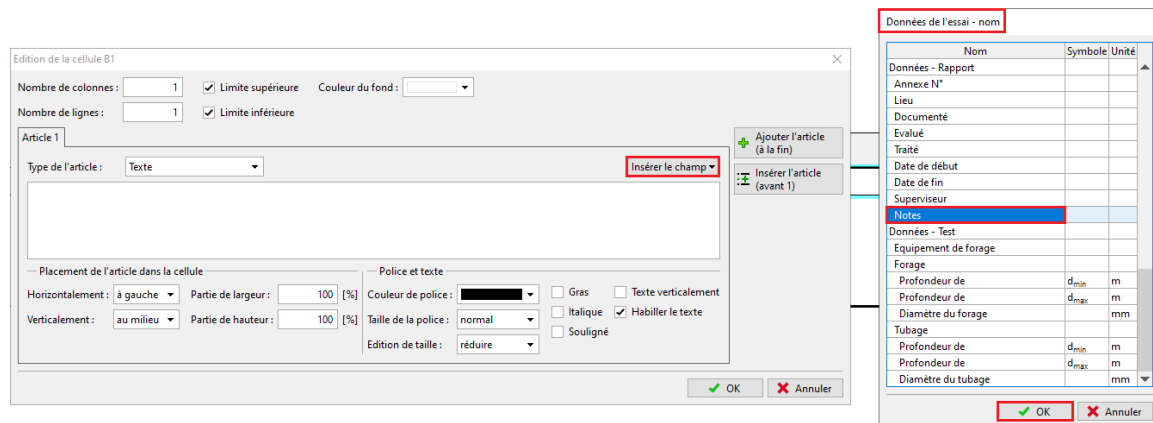 Edition de la cellule B1
Nombre de colonnes : 1 Limite supérieure Couleur du fond :
Nombre de lignes : 1 Limite inférieure
Article 1
Type de l'article : Texte Insérer le champ
Ajouter l'article
(à la fin)
Insérer l'article
(avant 1)
Placement de l'article dans la cellule Police et texte
Horizontalement : à gauche Partie de largeur : 100 [%] Couleur de police : Gras Texte verticalement
Verticalement : au milieu Partie de hauteur : 100 [%] Taille de la police : normal Italique Habiller le texte
Souligné
Edition de taille : réduire
OK Annuler
Données de l'essai - nom
Nom Symbole Unité
Données - Rapport
Annexe N°
Lieu
Documenté
Evalué
Traité
Date de début
Date de fin
Superviseur
Notes
Données - Test
Equipement de forage
Forage
Profondeur de dmin m
Profondeur de dmax m
Diamètre du forage mm
Tubage
Profondeur de dmin m
Profondeur de dmax m
Diamètre du tubage mm
OK Annuler